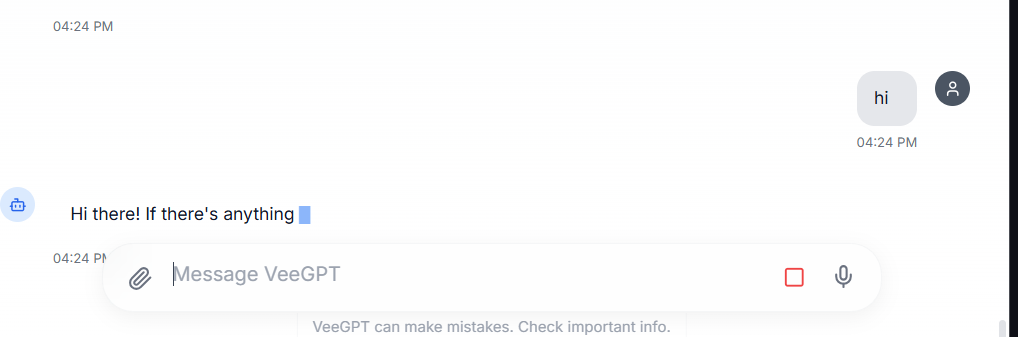 04:24 PM
hi
04:24 PM
Hi there! If there's anything
04:24 PM
Message VeeGPT
VeeGPT can make mistakes. Check important info.